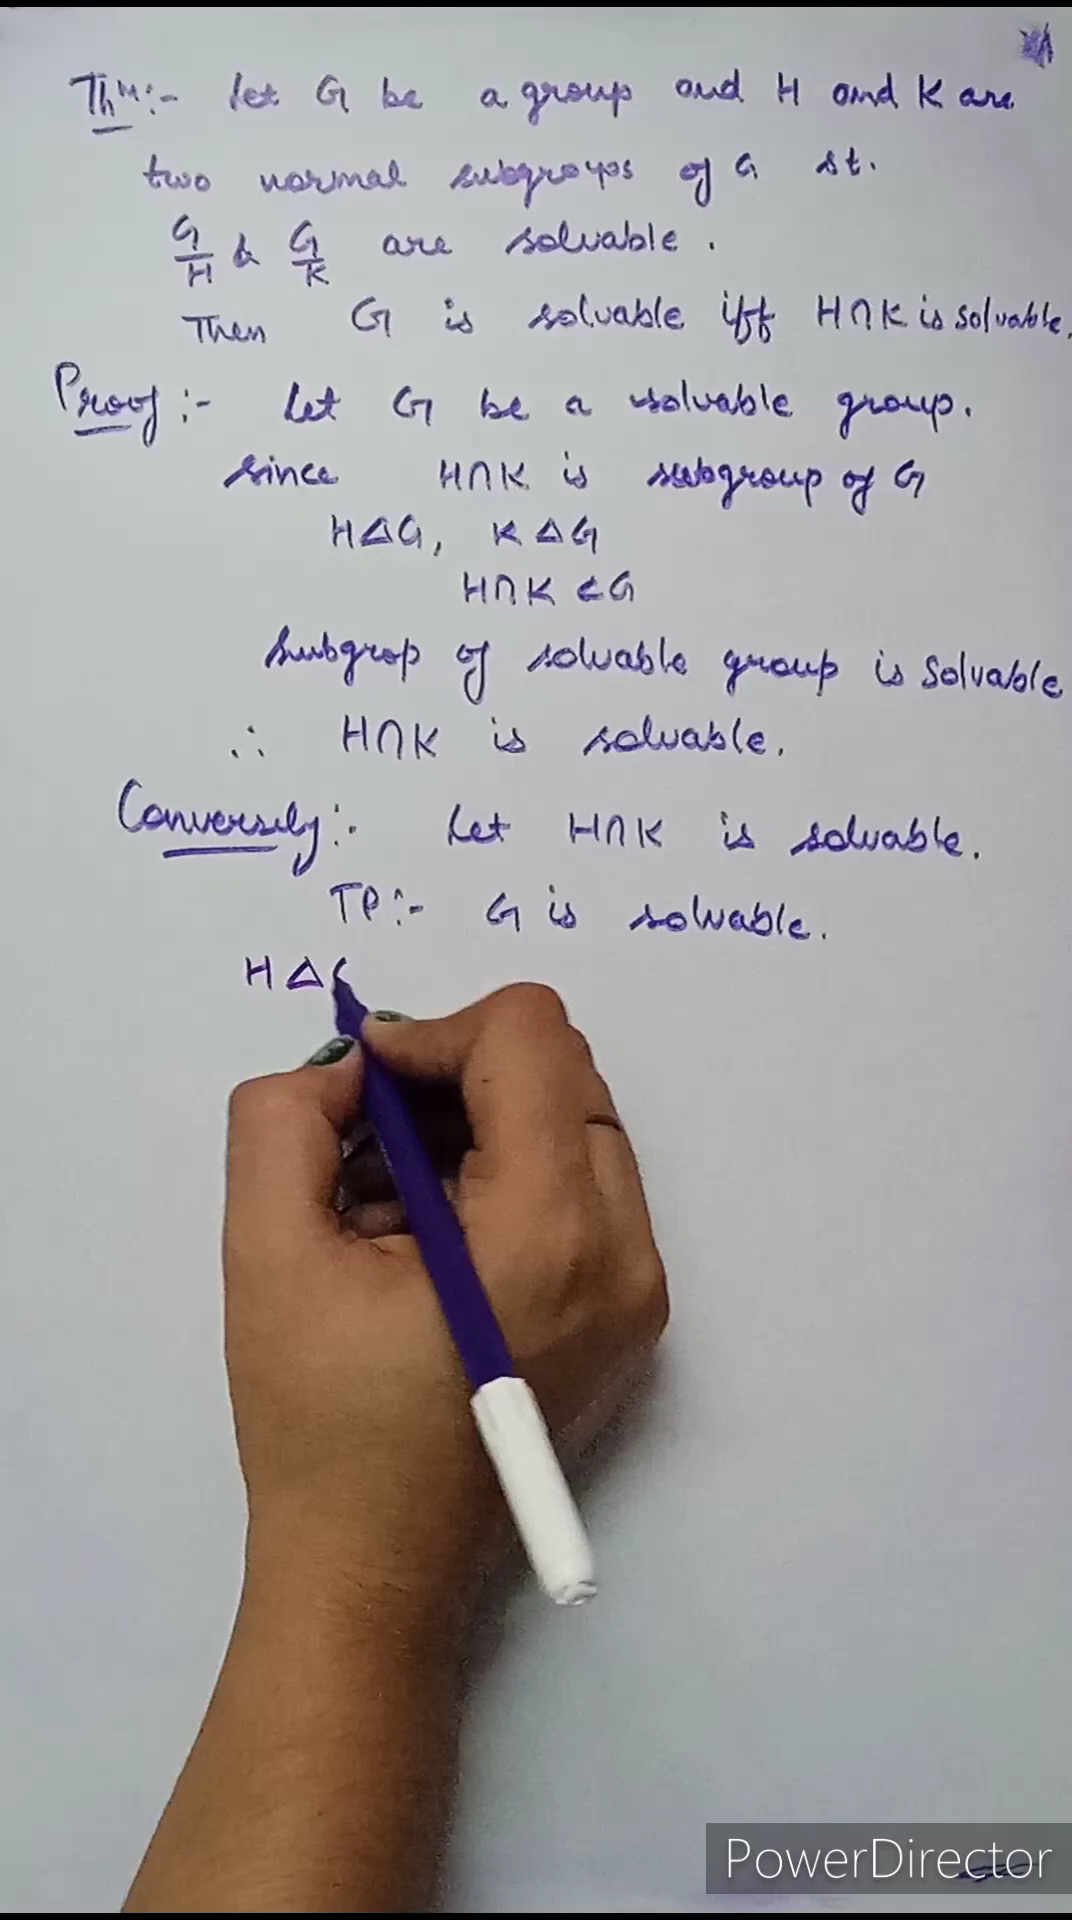 Thm:- Let G be a group and H and K are
two normal subgroups of G st.
G/H & G/K are solvable.
Then G is solvable iff H∩K is solvable.
Proof:- Let G be a solvable group.
since H∩K is subgroup of G
H△G, K△G
H∩K ≤ G
Subgrop of solvable group is Solvable
∴ H∩K is solvable.
Conversely:- Let H∩K is solvable.
TP:- G is solvable.
H △
PowerDirector